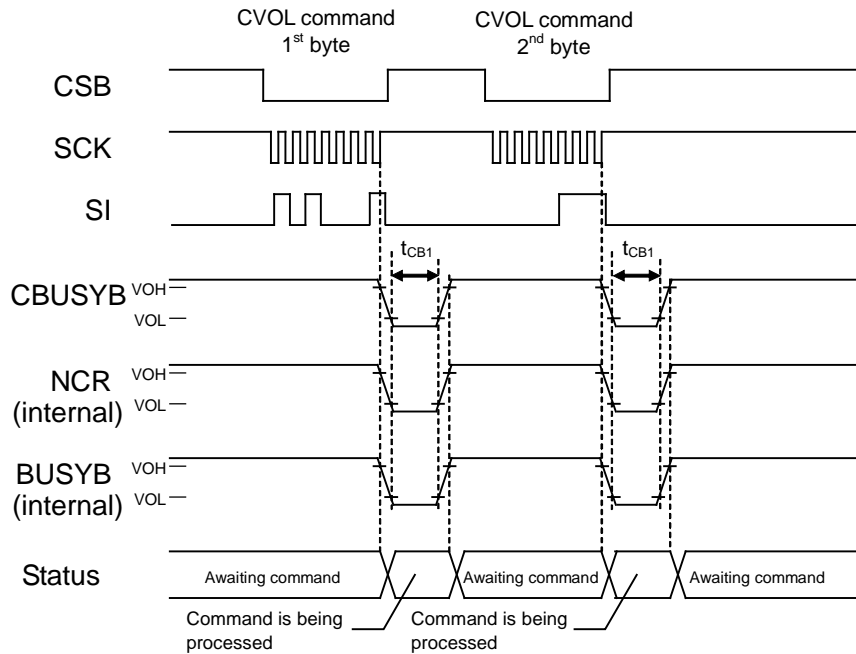 CVOL command
1st byte
CVOL command
2nd byte
CSB
SCK
SI
tCB1
tCB1
CBUSYB
VOH
VOL
NCR
(internal)
VOH
VOL
BUSYB
(internal)
VOH
VOL
Status
Awaiting command
Awaiting command
Awaiting command
Command is being
processed
Command is being
processed